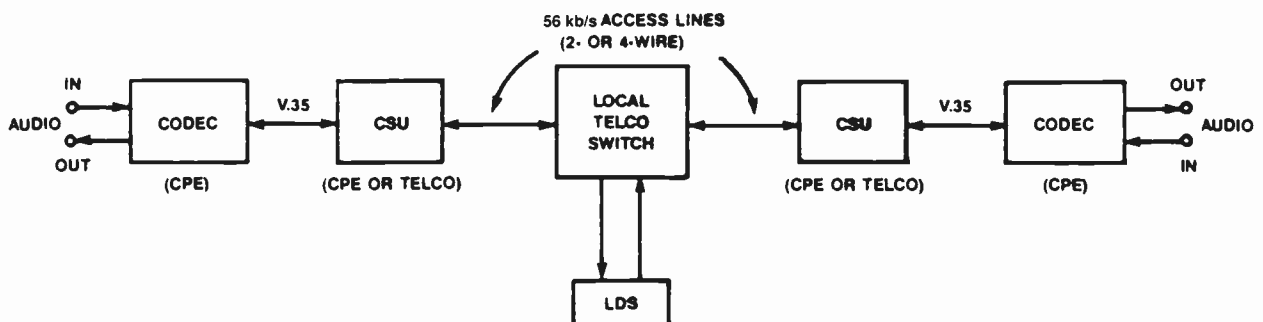 56 kb/s ACCESS LINES
(2- OR 4-WIRE)
IN
AUDIO
OUT
CODEC
(CPE)
V.35
CSU
(CPE OR TELCO)
LOCAL
TELCO
SWITCH
LDS
CSU
(CPE OR TELCO)
V.35
CODEC
(CPE)
OUT
AUDIO
IN